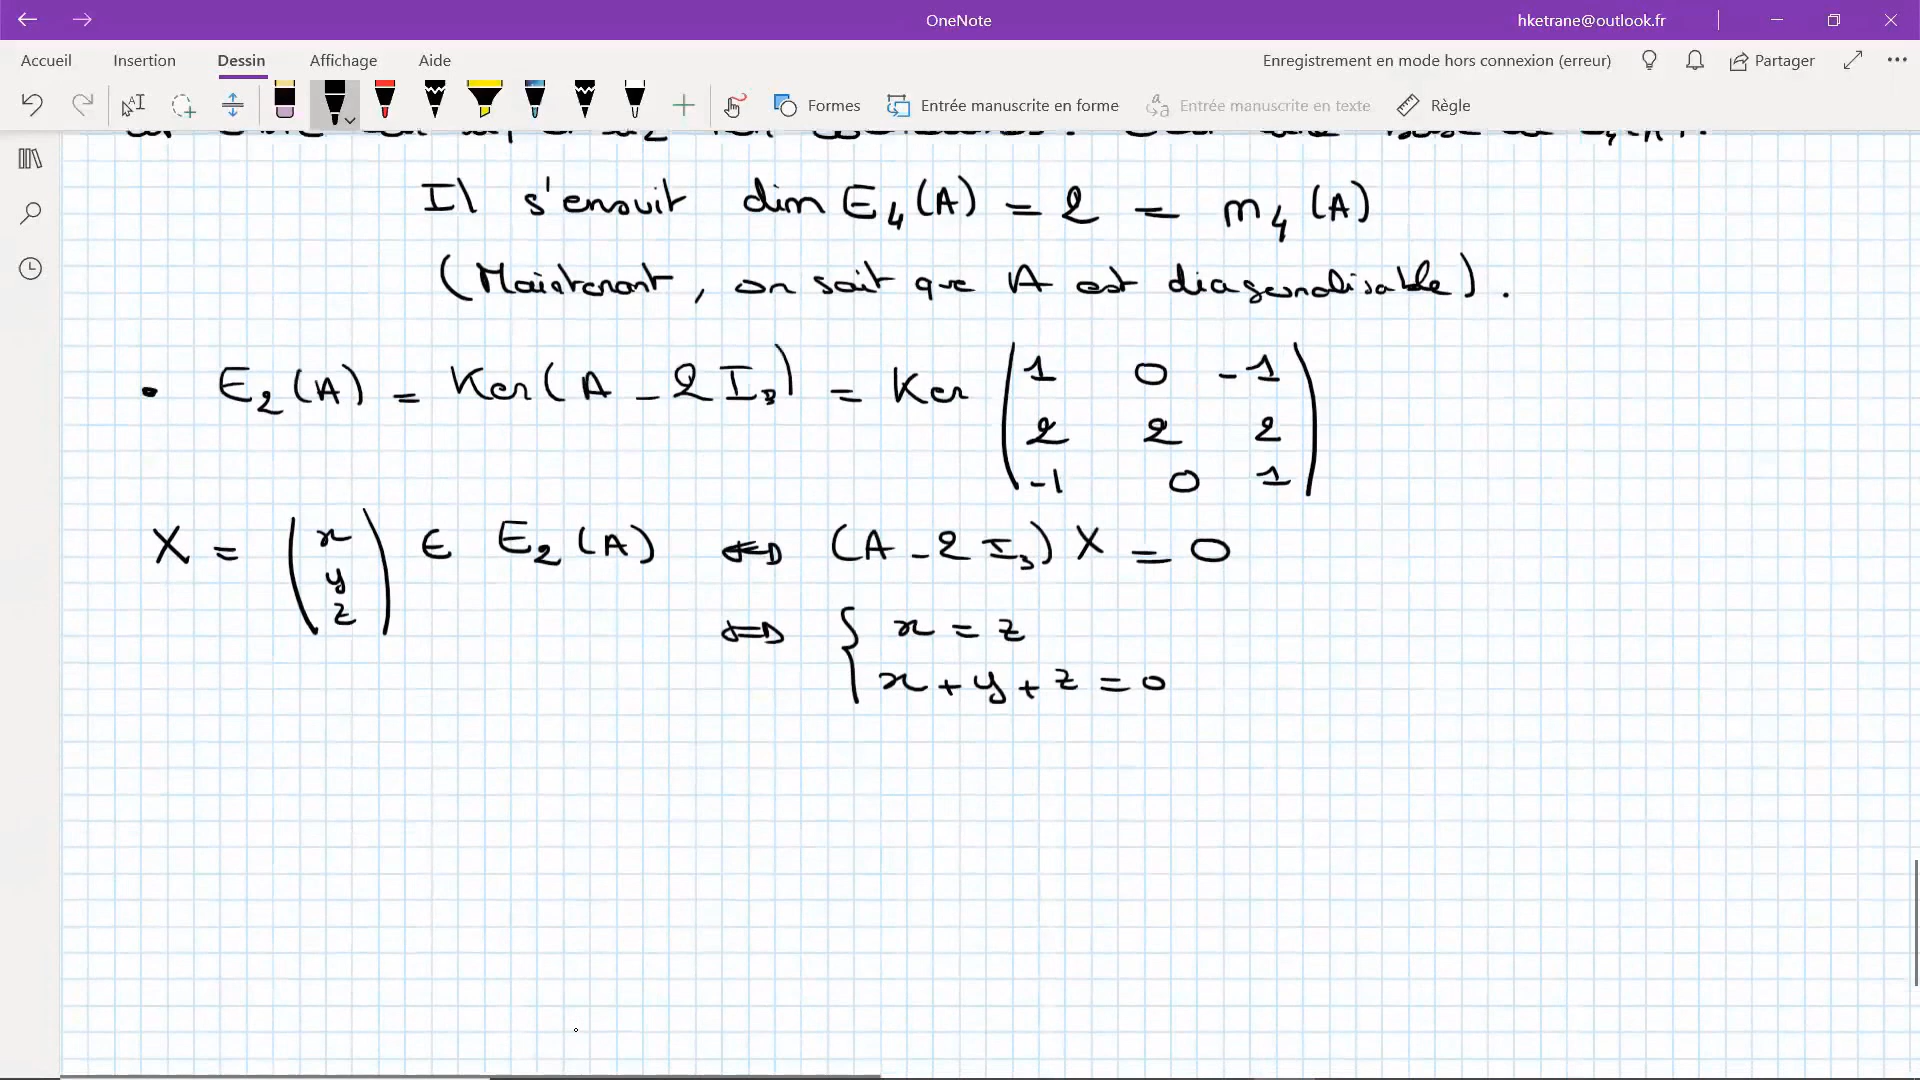 OneNote
hketrane@outlook.fr
Accueil Insertion Dessin Affichage Aide
Enregistrement en mode hors connexion (erreur) Partager
Formes Entrée manuscrite en forme Entrée manuscrite en texte Règle
Il s'ensuit dim E₄(A) = 2 = m₄(A)
(Maintenant, on sait que A est diagonalisable).
• E₂(A) = Ker(A - 2I₃) = Ker
1 0 -1
2 2 2
-1 0 1
X = (x y z) ∈ E₂(A) ⟺ (A - 2I₃)X = 0
⟺ { x = z
x + y + z = 0